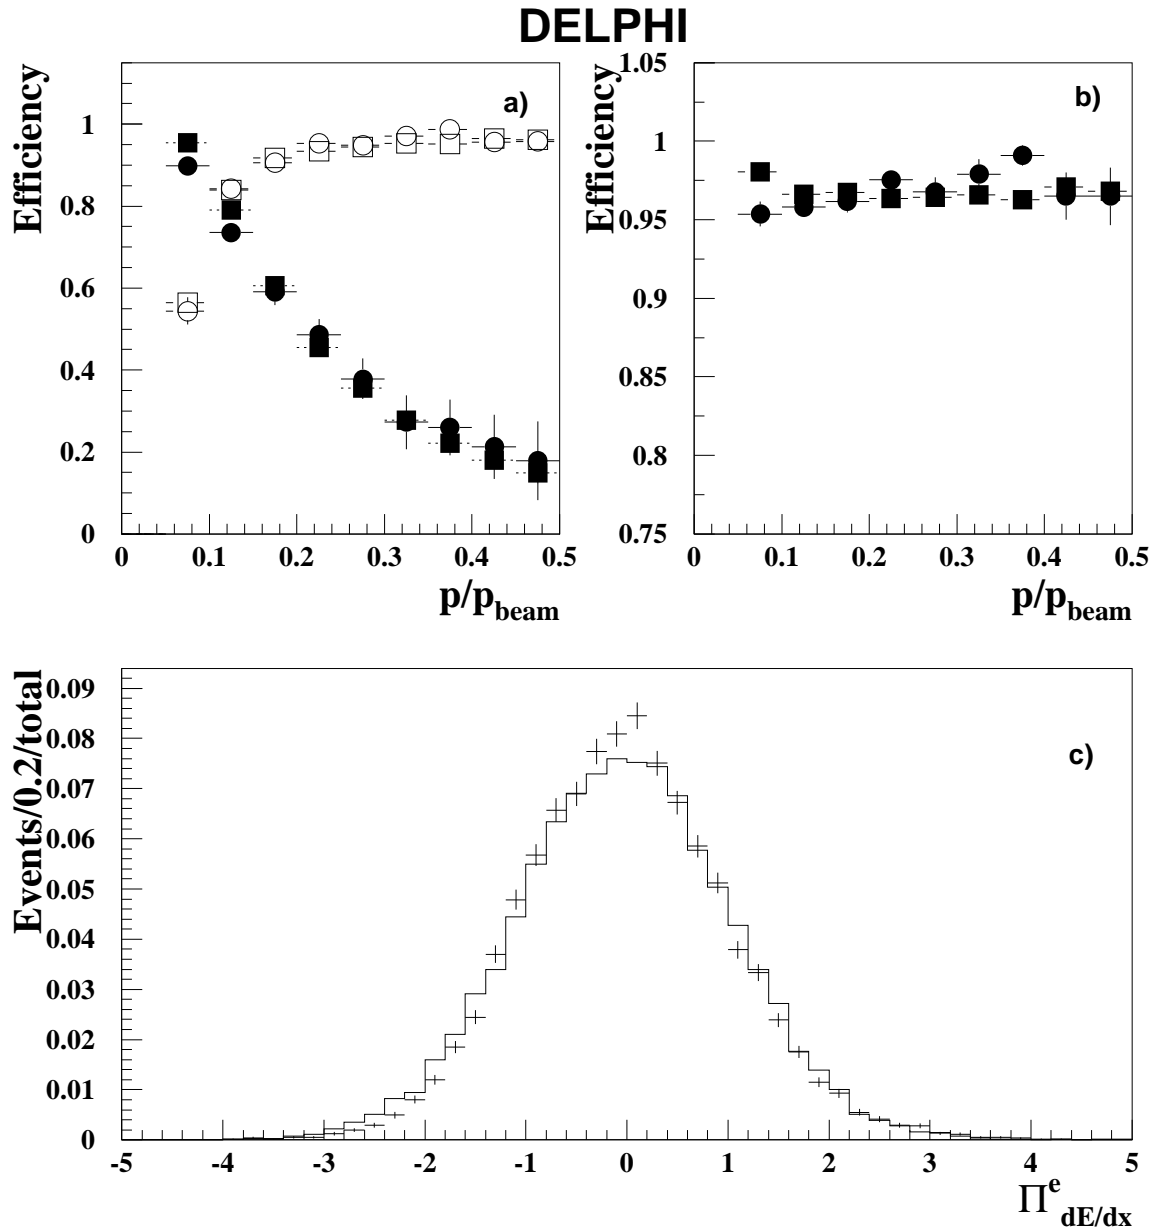 DELPHI
Efficiency
a)
1
0.8
0.6
0.4
0.2
0
0 0.1 0.2 0.3 0.4 0.5
p/p_beam
Efficiency
b)
1.05
1
0.95
0.9
0.85
0.8
0.75
0 0.1 0.2 0.3 0.4 0.5
p/p_beam
Events/0.2/total
c)
0.09
0.08
0.07
0.06
0.05
0.04
0.03
0.02
0.01
0
-5 -4 -3 -2 -1 0 1 2 3 4 5
Π^e_dE/dx